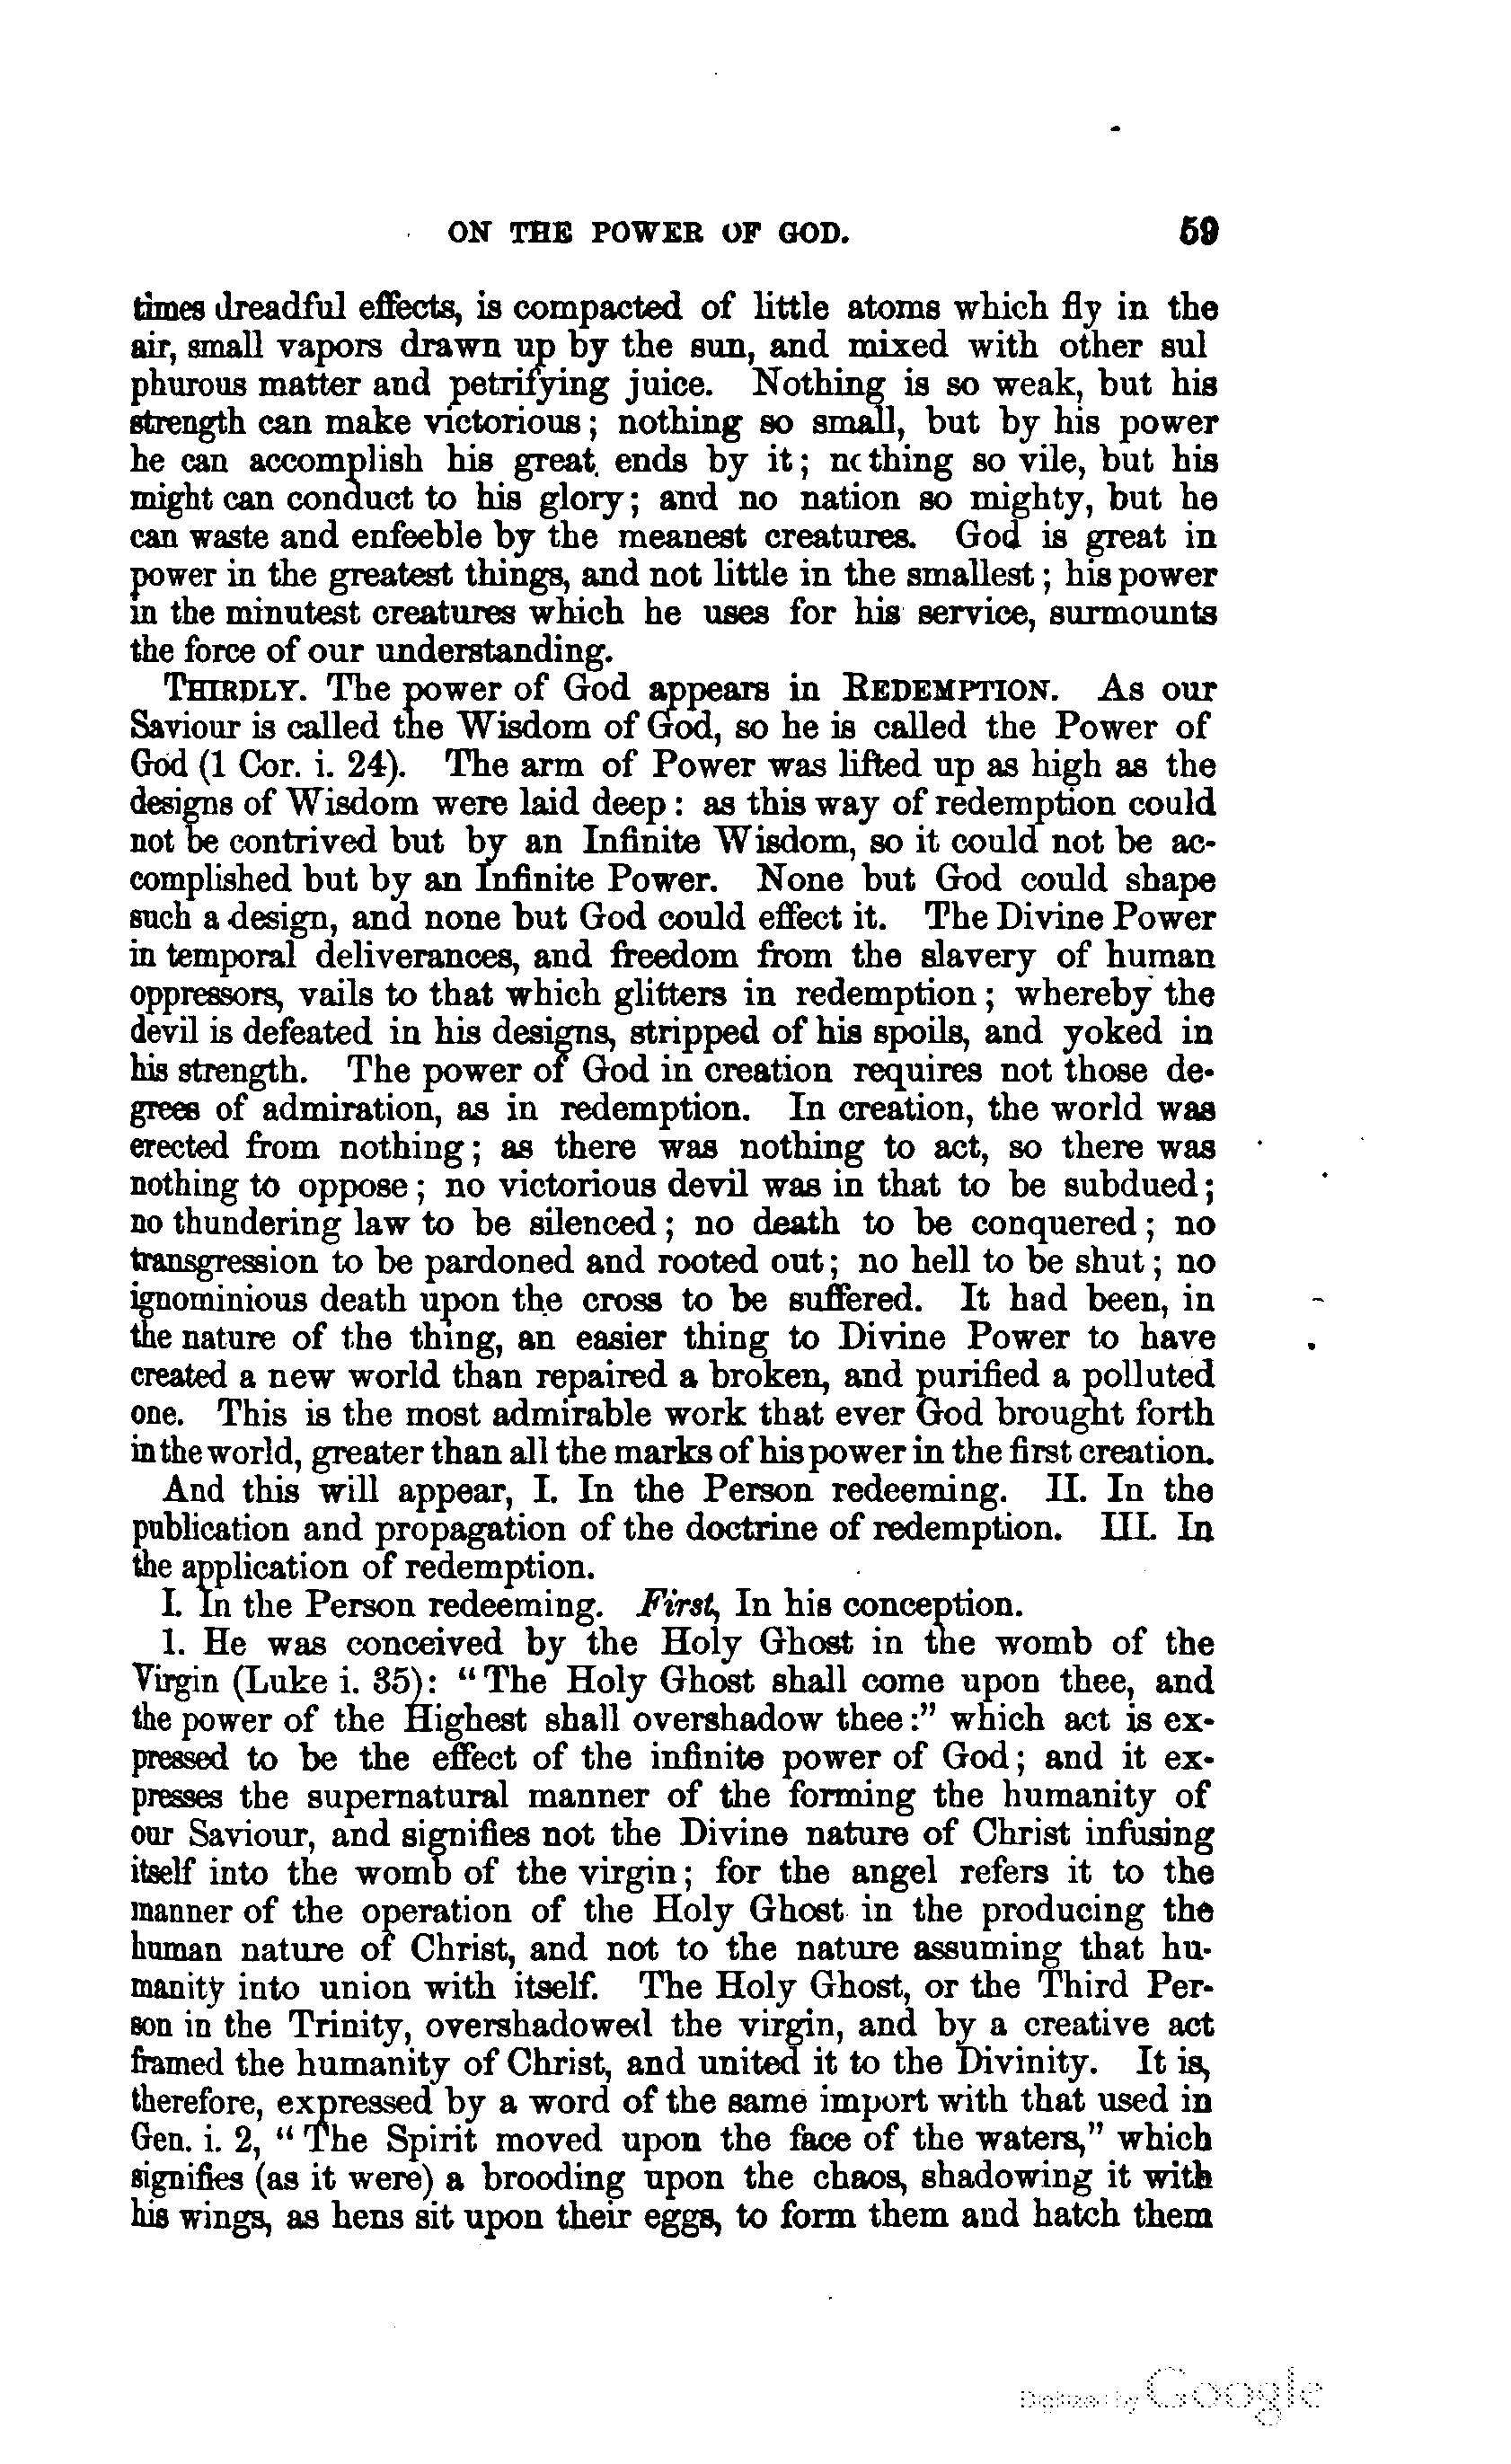 ON THE POWER OF GOD. 59
times dreadful effects, is compacted of little atoms which fly in the
air, small vapors drawn up by the sun, and mixed with other sul
phurous matter and petrifying juice. Nothing is so weak, but his
strength can make victorious; nothing so small, but by his power
he can accomplish his great ends by it; nothing so vile, but his
might can conduct to his glory; and no nation so mighty, but he
can waste and enfeeble by the meanest creatures. God is great in
power in the greatest things, and not little in the smallest; his power
in the minutest creatures which he uses for his service, surmounts
the force of our understanding.
THIRDLY. The power of God appears in REDEMPTION. As our
Saviour is called the Wisdom of God, so he is called the Power of
God (1 Cor. i. 24). The arm of Power was lifted up as high as the
designs of Wisdom were laid deep: as this way of redemption could
not be contrived but by an Infinite Wisdom, so it could not be ac-
complished but by an Infinite Power. None but God could shape
such a design, and none but God could effect it. The Divine Power
in temporal deliverances, and freedom from the slavery of human
oppressors, vails to that which glitters in redemption; whereby the
devil is defeated in his designs, stripped of his spoils, and yoked in
his strength. The power of God in creation requires not those de-
grees of admiration, as in redemption. In creation, the world was
erected from nothing; as there was nothing to act, so there was
nothing to oppose; no victorious devil was in that to be subdued;
no thundering law to be silenced; no death to be conquered; no
transgression to be pardoned and rooted out; no hell to be shut; no
ignominious death upon the cross to be suffered. It had been, in
the nature of the thing, an easier thing to Divine Power to have
created a new world than repaired a broken, and purified a polluted
one. This is the most admirable work that ever God brought forth
in the world, greater than all the marks of his power in the first creation.
And this will appear, I. In the Person redeeming. II. In the
publication and propagation of the doctrine of redemption. III. In
the application of redemption.
I. In the Person redeeming. First, In his conception.
1. He was conceived by the Holy Ghost in the womb of the
Virgin (Luke i. 35): "The Holy Ghost shall come upon thee, and
the power of the Highest shall overshadow thee:" which act is ex-
pressed to be the effect of the infinite power of God; and it ex-
presses the supernatural manner of the forming the humanity of
our Saviour, and signifies not the Divine nature of Christ infusing
itself into the womb of the virgin; for the angel refers it to the
manner of the operation of the Holy Ghost in the producing the
human nature of Christ, and not to the nature assuming that hu-
manity into union with itself. The Holy Ghost, or the Third Per-
son in the Trinity, overshadowed the virgin, and by a creative act
framed the humanity of Christ, and united it to the Divinity. It is,
therefore, expressed by a word of the same import with that used in
Gen. i. 2, "The Spirit moved upon the face of the waters," which
signifies (as it were) a brooding upon the chaos, shadowing it with
his wings, as hens sit upon their eggs, to form them and hatch them
Digitized by Google